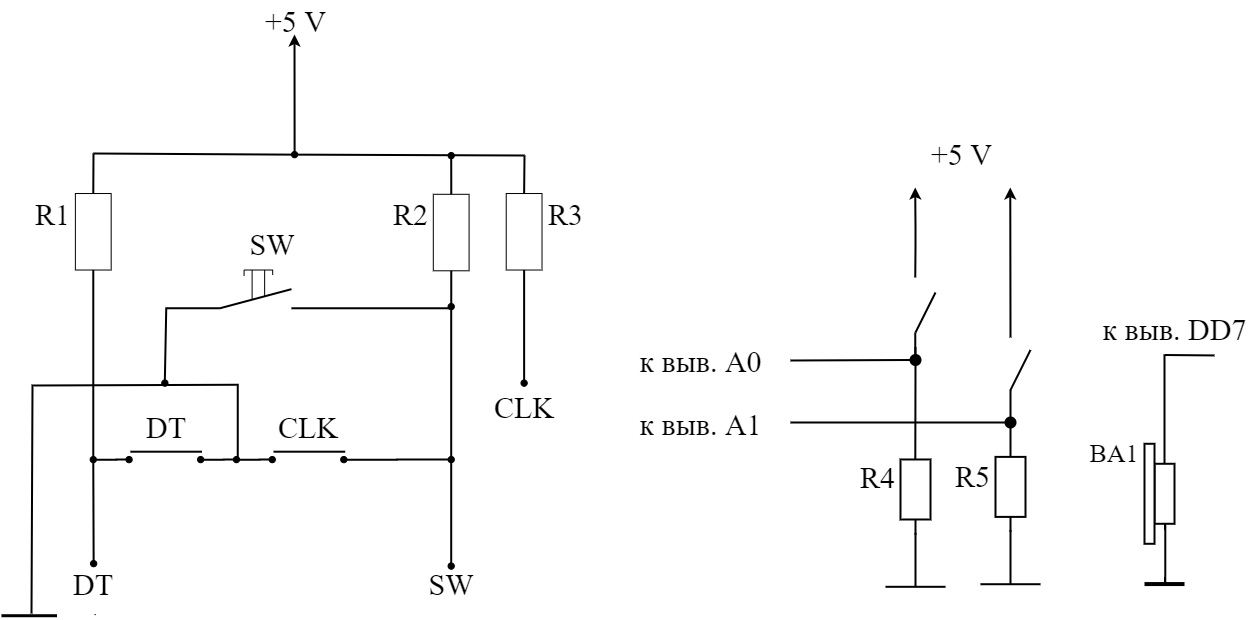 +5 V
R1
R2
R3
SW
CLK
DT
CLK
DT
SW
+5 V
к выв. DD7
к выв. A0
к выв. A1
BA1
R4
R5